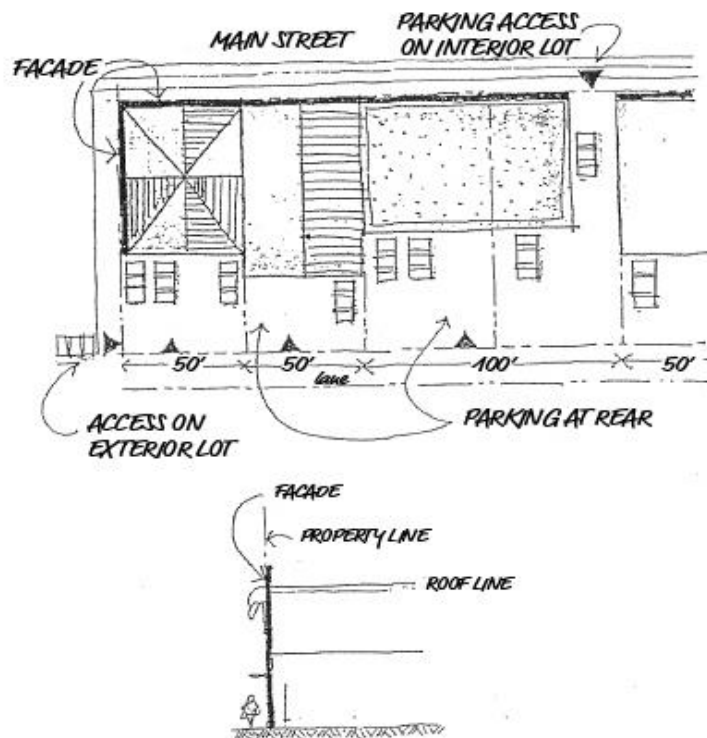 MAIN STREET
PARKING ACCESS
ON INTERIOR LOT
FACADE
50'
50'
100'
50'
lane
ACCESS ON
EXTERIOR LOT
PARKING AT REAR
FACADE
PROPERTY LINE
ROOF LINE